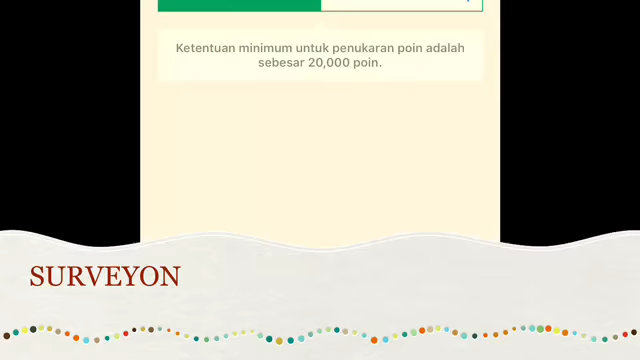 Ketentuan minimum untuk penukaran poin adalah
sebesar 20,000 poin.
SURVEYON